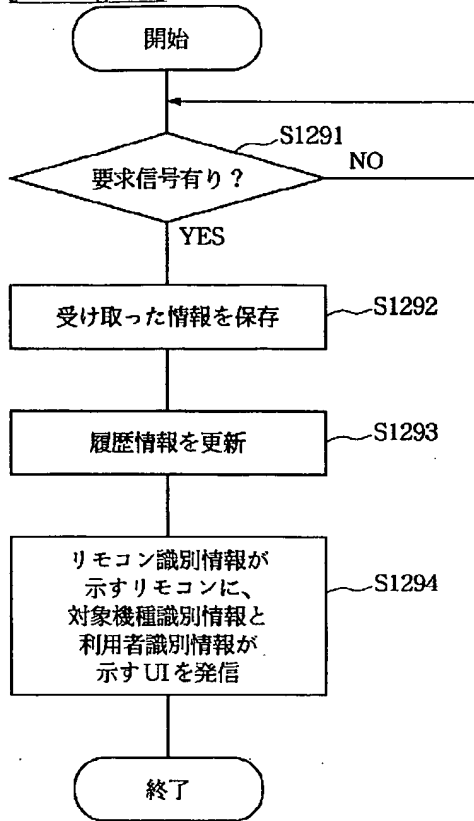 開始
S1291
要求信号有り？
NO
YES
受け取った情報を保存
S1292
履歴情報を更新
S1293
リモコン識別情報が
示すリモコンに、
対象機種識別情報と
利用者識別情報が
示すUIを発信
S1294
終了